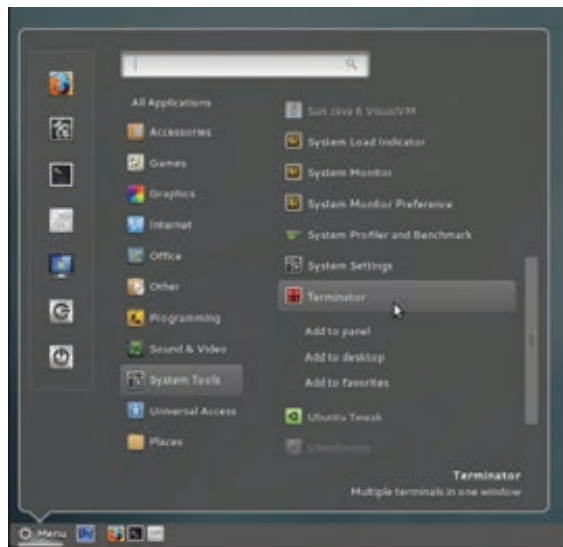 All Applications
Accessories
Games
Graphics
Internet
Office
Other
Programming
Sound & Video
System Tools
Universal Access
Places
Sun Java 6 VisualVM
System Load Indicator
System Monitor
System Monitor Preference
System Profiler and Benchmark
System Settings
Terminator
Add to panel
Add to desktop
Add to favorites
Ubuntu Tweak
Terminator
Multiple terminals in one window
Menu